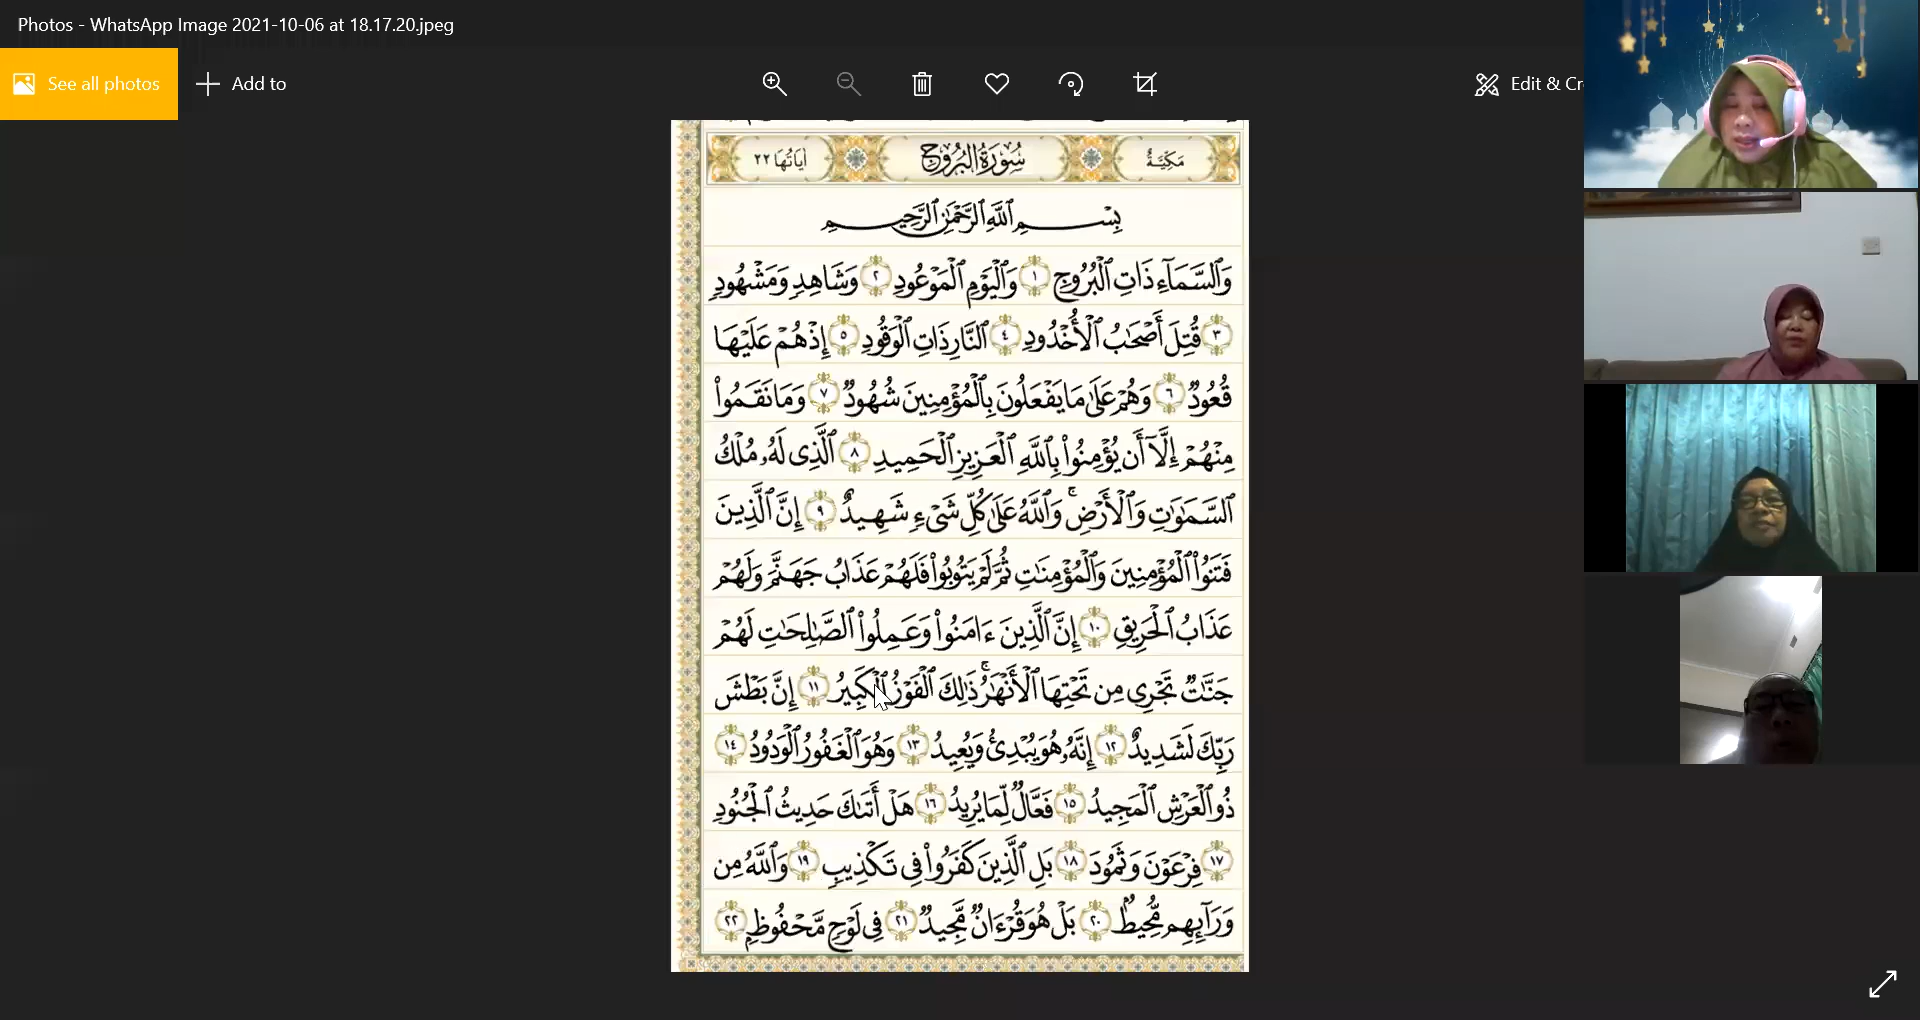 Photos - WhatsApp Image 2021-10-06 at 18.17.20.jpeg
See all photos
Add to
Edit & Cr
مَكِّيَّةٌ سُورَةُ الْبُرُوجِ آيَاتُهَا ٢٢
بِسْمِ ٱللَّهِ ٱلرَّحْمَٰنِ ٱلرَّحِيمِ
وَٱلسَّمَآءِ ذَاتِ ٱلْبُرُوجِ ١ وَٱلْيَوْمِ ٱلْمَوْعُودِ ٢ وَشَاهِدٍ وَمَشْهُودٍ
٣ قُتِلَ أَصْحَٰبُ ٱلْأُخْدُودِ ٤ ٱلنَّارِ ذَاتِ ٱلْوَقُودِ ٥ إِذْ هُمْ عَلَيْهَا
قُعُودٌ ٦ وَهُمْ عَلَىٰ مَا يَفْعَلُونَ بِٱلْمُؤْمِنِينَ شُهُودٌ ٧ وَمَا نَقَمُوا۟
مِنْهُمْ إِلَّآ أَن يُؤْمِنُوا۟ بِٱللَّهِ ٱلْعَزِيزِ ٱلْحَمِيدِ ٨ ٱلَّذِى لَهُۥ مُلْكُ
ٱلسَّمَٰوَٰتِ وَٱلْأَرْضِ ۚ وَٱللَّهُ عَلَىٰ كُلِّ شَىْءٍ شَهِيدٌ ٩ إِنَّ ٱلَّذِينَ
فَتَنُوا۟ ٱلْمُؤْمِنِينَ وَٱلْمُؤْمِنَٰتِ ثُمَّ لَمْ يَتُوبُوا۟ فَلَهُمْ عَذَابُ جَهَنَّمَ وَلَهُمْ
عَذَابُ ٱلْحَرِيقِ ١٠ إِنَّ ٱلَّذِينَ ءَامَنُوا۟ وَعَمِلُوا۟ ٱلصَّٰلِحَٰتِ لَهُمْ
جَنَّٰتٌ تَجْرِى مِن تَحْتِهَا ٱلْأَنْهَٰرُ ۚ ذَٰلِكَ ٱلْفَوْزُ ٱلْكَبِيرُ ١١ إِنَّ بَطْشَ
رَبِّكَ لَشَدِيدٌ ١٢ إِنَّهُۥ هُوَ يُبْدِئُ وَيُعِيدُ ١٣ وَهُوَ ٱلْغَفُورُ ٱلْوَدُودُ ١٤
ذُو ٱلْعَرْشِ ٱلْمَجِيدُ ١٥ فَعَّالٌ لِّمَا يُرِيدُ ١٦ هَلْ أَتَىٰكَ حَدِيثُ ٱلْجُنُودِ
١٧ فِرْعَوْنَ وَثَمُودَ ١٨ بَلِ ٱلَّذِينَ كَفَرُوا۟ فِى تَكْذِيبٍ ١٩ وَٱللَّهُ مِن
وَرَآئِهِم مُّحِيطٌۢ ٢٠ بَلْ هُوَ قُرْءَانٌ مَّجِيدٌ ٢١ فِى لَوْحٍ مَّحْفُوظٍۭ ٢٢